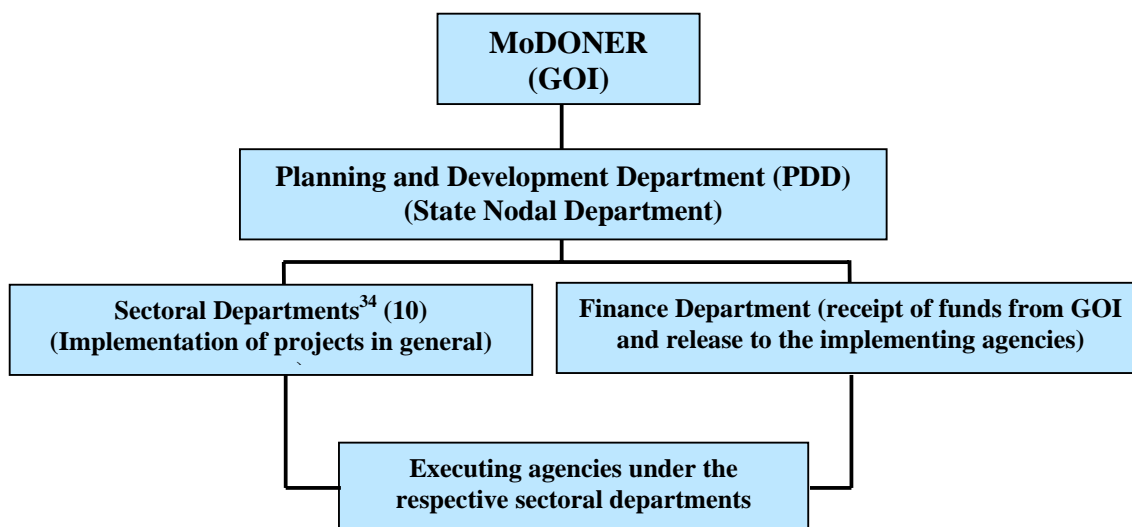 MoDONER
(GOI)
Planning and Development Department (PDD)
(State Nodal Department)
Sectoral Departments34 (10)
(Implementation of projects in general)
Finance Department (receipt of funds from GOI
and release to the implementing agencies)
Executing agencies under the
respective sectoral departments